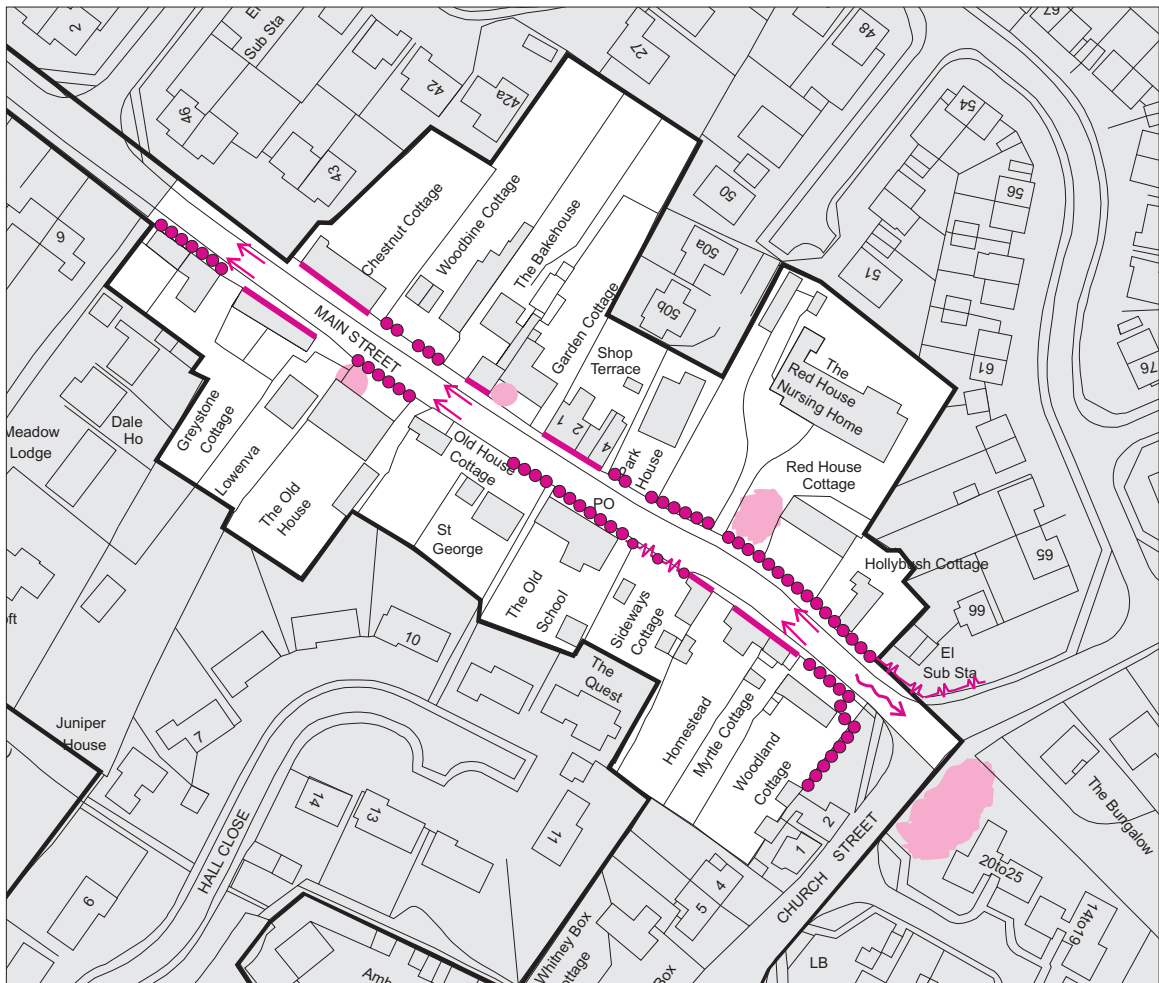 2
El
Sub Sta
46
42
42a
27
48
67
43
54
56
50
50a
50b
51
61
76
6
Chestnut Cottage
Woodbine Cottage
The Bakehouse
Garden Cottage
Shop
Terrace
1
2
4
Park
House
The
Red House
Nursing Home
Red House
Cottage
MAIN STREET
Meadow
Lodge
Dale
Ho
Greystone
Cottage
Lowenva
The Old
House
Old House
Cottage
St
George
PO
The Old
School
Sideways
Cottage
Hollybush Cottage
65
66
El
Sub Sta
oft
10
The
Quest
Homestead
Myrtle Cottage
Woodland
Cottage
Juniper
House
7
14
13
11
HALL CLOSE
9
2
1
4
5
CHURCH STREET
The Bungalow
20to25
14to19
LB
Whitney Box
ottage
Box
Amb